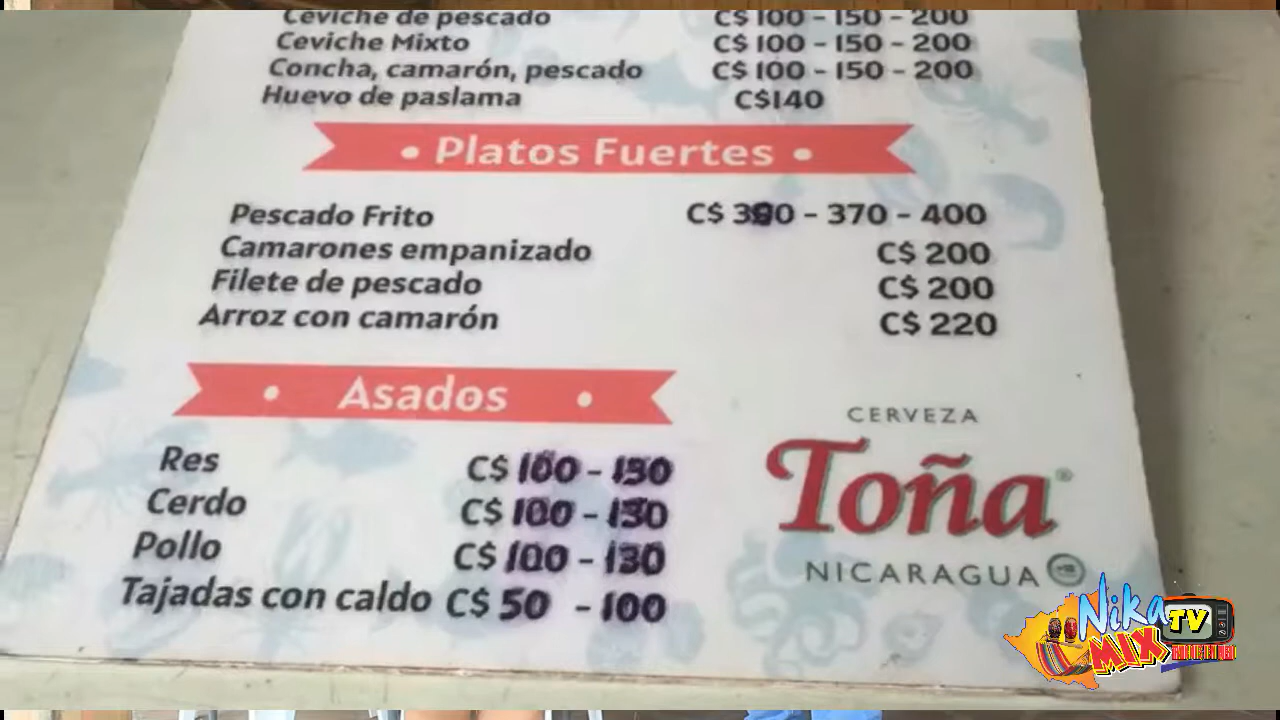 Ceviche de pescado C$ 100 - 150 - 200
Ceviche Mixto C$ 100 - 150 - 200
Concha, camarón, pescado C$ 100 - 150 - 200
Huevo de paslama C$140
• Platos Fuertes •
Pescado Frito C$ - 370 - 400
Camarones empanizado C$ 200
Filete de pescado C$ 200
Arroz con camarón C$ 220
• Asados •
Res C$ 100 - 130
Cerdo C$ 100 - 130
Pollo C$ 100 - 130
Tajadas con caldo C$ 50 - 100
CERVEZA
Toña®
NICARAGUA
Nika
MIX TV